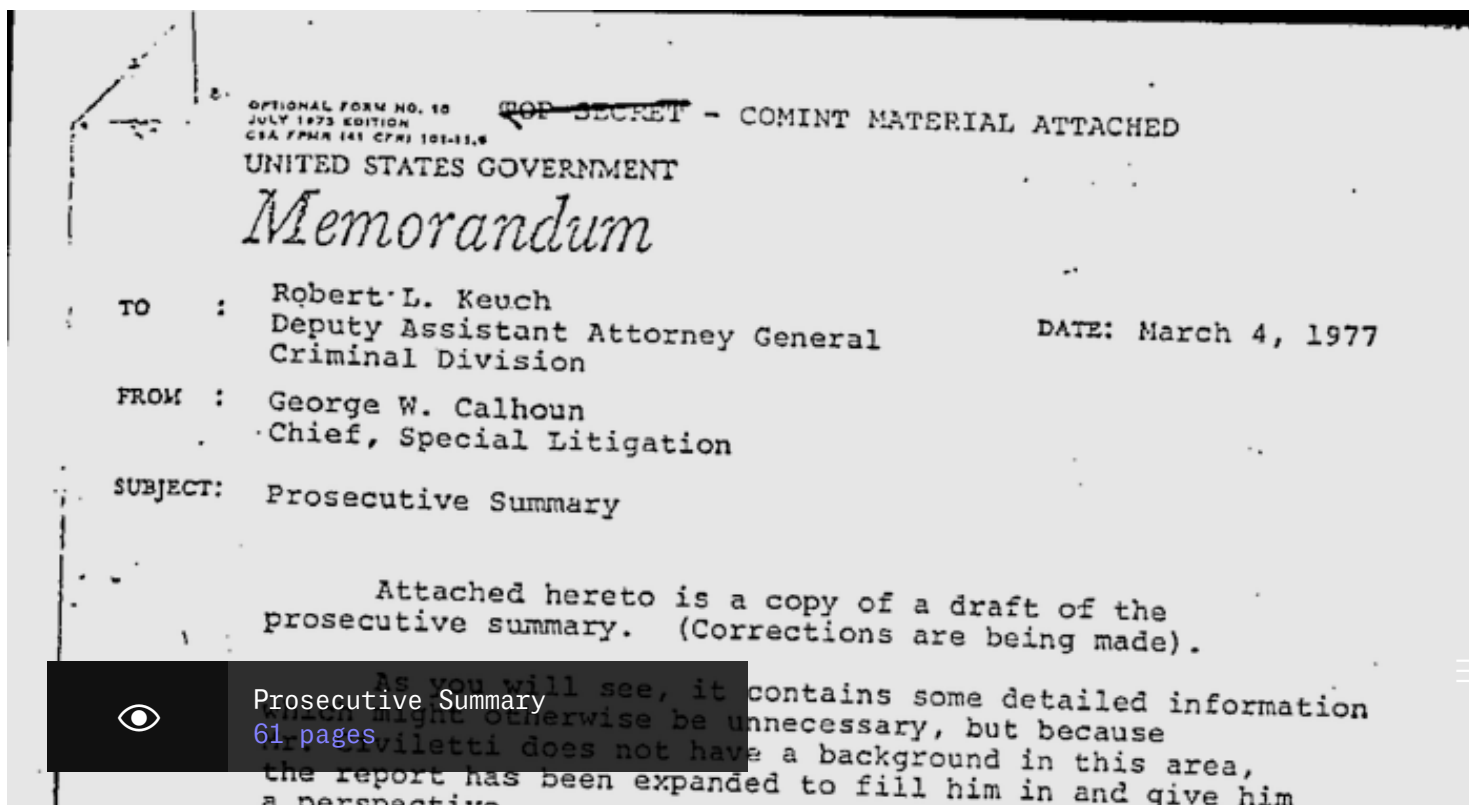 OPTIONAL FORM NO. 10
JULY 1973 EDITION
GSA FPMR (41 CFR) 101-11.6
TOP SECRET - COMINT MATERIAL ATTACHED
UNITED STATES GOVERNMENT
Memorandum
TO : Robert L. Keuch
Deputy Assistant Attorney General
Criminal Division
DATE: March 4, 1977
FROM : George W. Calhoun
Chief, Special Litigation
SUBJECT: Prosecutive Summary
Attached hereto is a copy of a draft of the
prosecutive summary. (Corrections are being made).
As you will see, it contains some detailed information
which might otherwise be unnecessary, but because
Mr. Civiletti does not have a background in this area,
the report has been expanded to fill him in and give him
a perspective
Prosecutive Summary
61 pages